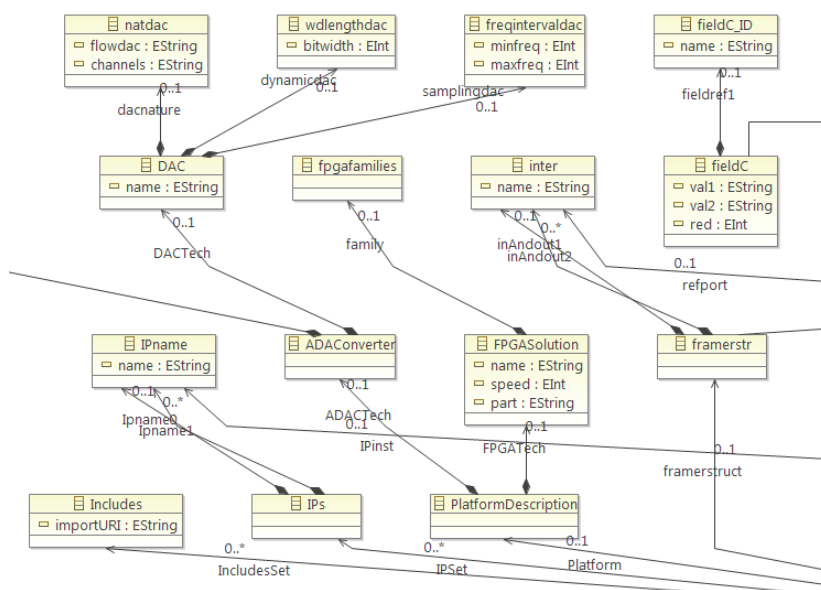 natdac
flowdac : EString
channels : EString
wdlengthdac
bitwidth : EInt
freqintervaldac
minfreq : EInt
maxfreq : EInt
fieldC_ID
name : EString
0..1
dacnature
dynamicdac
0..1
samplingdac
0..1
0..1
fieldref1
DAC
name : EString
fpgafamilies
inter
name : EString
fieldC
val1 : EString
val2 : EString
red : EInt
0..1
DACTech
0..1
family
0..1
0..*
inAndout1
inAndout2
0..1
refport
IPname
name : EString
ADAConverter
FPGASolution
name : EString
speed : EInt
part : EString
framerstr
0..1
0..*
Ipname0
Ipname1
0..1
ADACTech
0..1
IPinst
0..1
FPGATech
0..1
framerstruct
Includes
importURI : EString
IPs
PlatformDescription
0..*
IncludesSet
0..*
IPSet
0..1
Platform